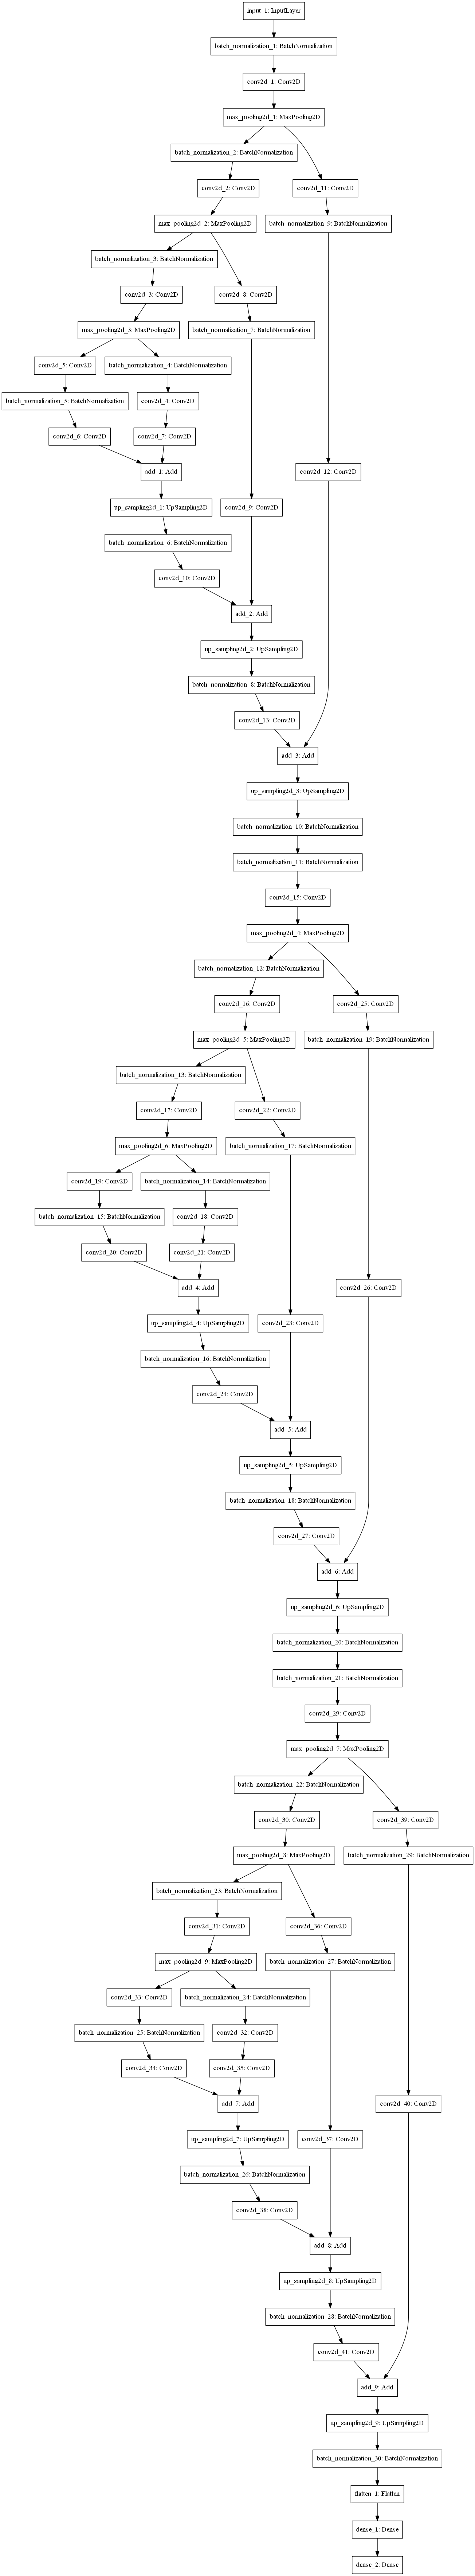 input_1: InputLayer
batch_normalization_1: BatchNormalization
conv2d_1: Conv2D
max_pooling2d_1: MaxPooling2D
batch_normalization_2: BatchNormalization
conv2d_2: Conv2D
conv2d_11: Conv2D
max_pooling2d_2: MaxPooling2D
batch_normalization_9: BatchNormalization
batch_normalization_3: BatchNormalization
conv2d_3: Conv2D
conv2d_8: Conv2D
max_pooling2d_3: MaxPooling2D
batch_normalization_7: BatchNormalization
conv2d_5: Conv2D
batch_normalization_4: BatchNormalization
batch_normalization_5: BatchNormalization
conv2d_4: Conv2D
conv2d_6: Conv2D
conv2d_7: Conv2D
add_1: Add
conv2d_12: Conv2D
up_sampling2d_1: UpSampling2D
conv2d_9: Conv2D
batch_normalization_6: BatchNormalization
conv2d_10: Conv2D
add_2: Add
up_sampling2d_2: UpSampling2D
batch_normalization_8: BatchNormalization
conv2d_13: Conv2D
add_3: Add
up_sampling2d_3: UpSampling2D
batch_normalization_10: BatchNormalization
batch_normalization_11: BatchNormalization
conv2d_15: Conv2D
max_pooling2d_4: MaxPooling2D
batch_normalization_12: BatchNormalization
conv2d_16: Conv2D
conv2d_25: Conv2D
max_pooling2d_5: MaxPooling2D
batch_normalization_19: BatchNormalization
batch_normalization_13: BatchNormalization
conv2d_17: Conv2D
conv2d_22: Conv2D
max_pooling2d_6: MaxPooling2D
batch_normalization_17: BatchNormalization
conv2d_19: Conv2D
batch_normalization_14: BatchNormalization
batch_normalization_15: BatchNormalization
conv2d_18: Conv2D
conv2d_20: Conv2D
conv2d_21: Conv2D
add_4: Add
conv2d_26: Conv2D
up_sampling2d_4: UpSampling2D
conv2d_23: Conv2D
batch_normalization_16: BatchNormalization
conv2d_24: Conv2D
add_5: Add
up_sampling2d_5: UpSampling2D
batch_normalization_18: BatchNormalization
conv2d_27: Conv2D
add_6: Add
up_sampling2d_6: UpSampling2D
batch_normalization_20: BatchNormalization
batch_normalization_21: BatchNormalization
conv2d_29: Conv2D
max_pooling2d_7: MaxPooling2D
batch_normalization_22: BatchNormalization
conv2d_30: Conv2D
conv2d_39: Conv2D
max_pooling2d_8: MaxPooling2D
batch_normalization_29: BatchNormalization
batch_normalization_23: BatchNormalization
conv2d_31: Conv2D
conv2d_36: Conv2D
max_pooling2d_9: MaxPooling2D
batch_normalization_27: BatchNormalization
conv2d_33: Conv2D
batch_normalization_24: BatchNormalization
batch_normalization_25: BatchNormalization
conv2d_32: Conv2D
conv2d_34: Conv2D
conv2d_35: Conv2D
add_7: Add
conv2d_40: Conv2D
up_sampling2d_7: UpSampling2D
conv2d_37: Conv2D
batch_normalization_26: BatchNormalization
conv2d_38: Conv2D
add_8: Add
up_sampling2d_8: UpSampling2D
batch_normalization_28: BatchNormalization
conv2d_41: Conv2D
add_9: Add
up_sampling2d_9: UpSampling2D
batch_normalization_30: BatchNormalization
flatten_1: Flatten
dense_1: Dense
dense_2: Dense